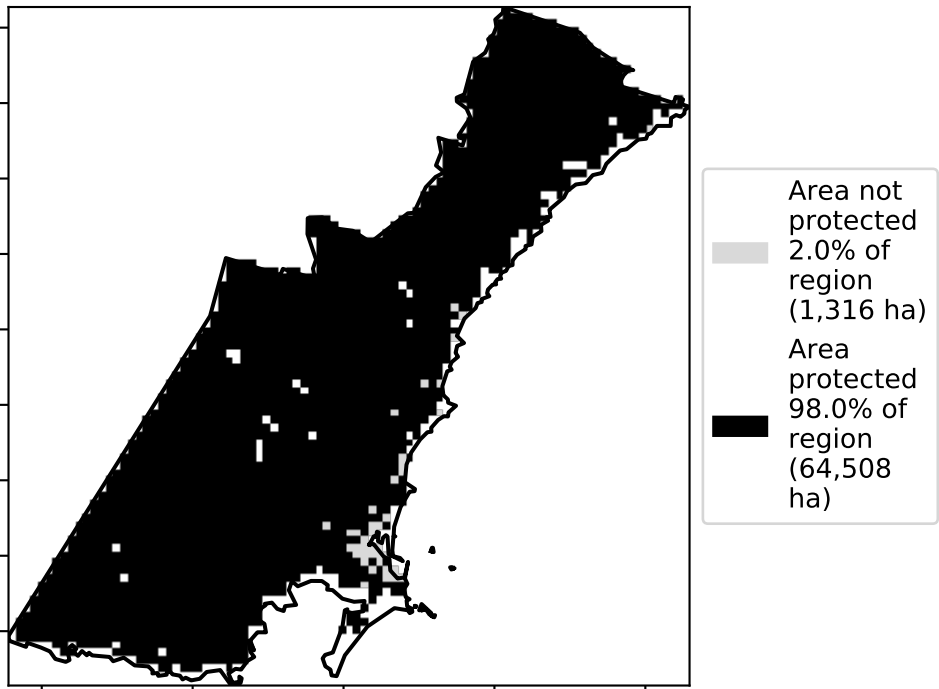 Area not
protected
2.0% of
region
(1,316 ha)
Area
protected
98.0% of
region
(64,508
ha)